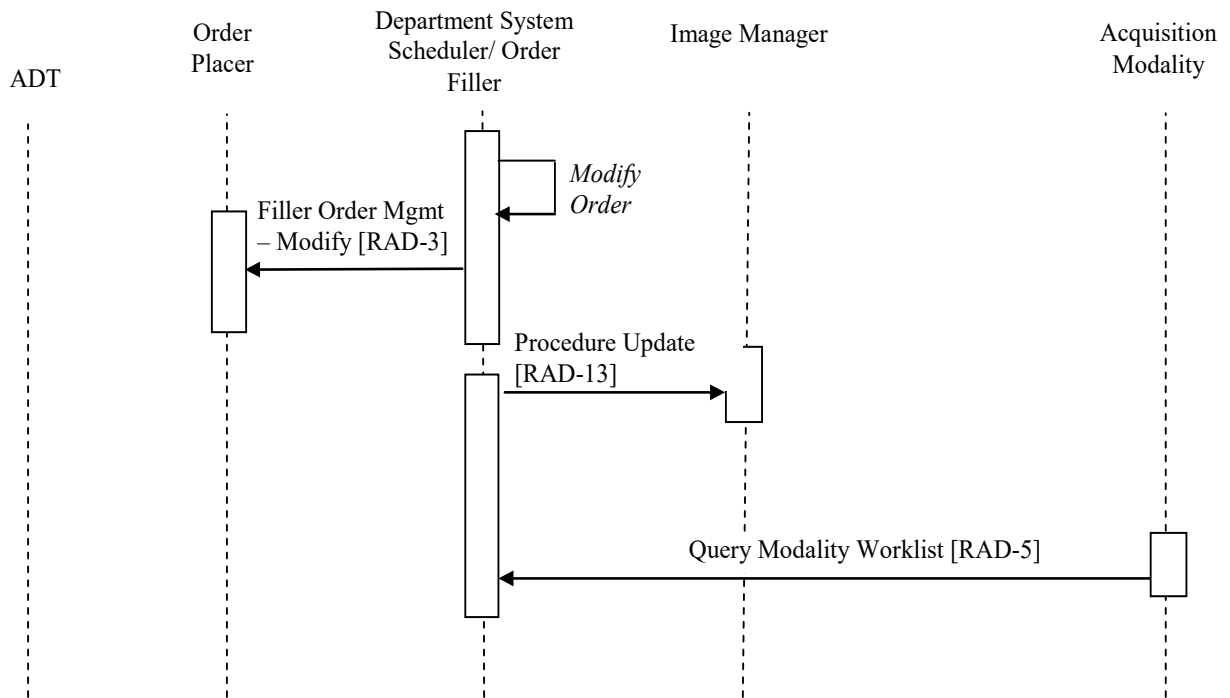 ADT
Order
Placer
Department System
Scheduler/ Order
Filler
Image Manager
Acquisition
Modality
Modify
Order
Filler Order Mgmt
– Modify [RAD-3]
Procedure Update
[RAD-13]
Query Modality Worklist [RAD-5]